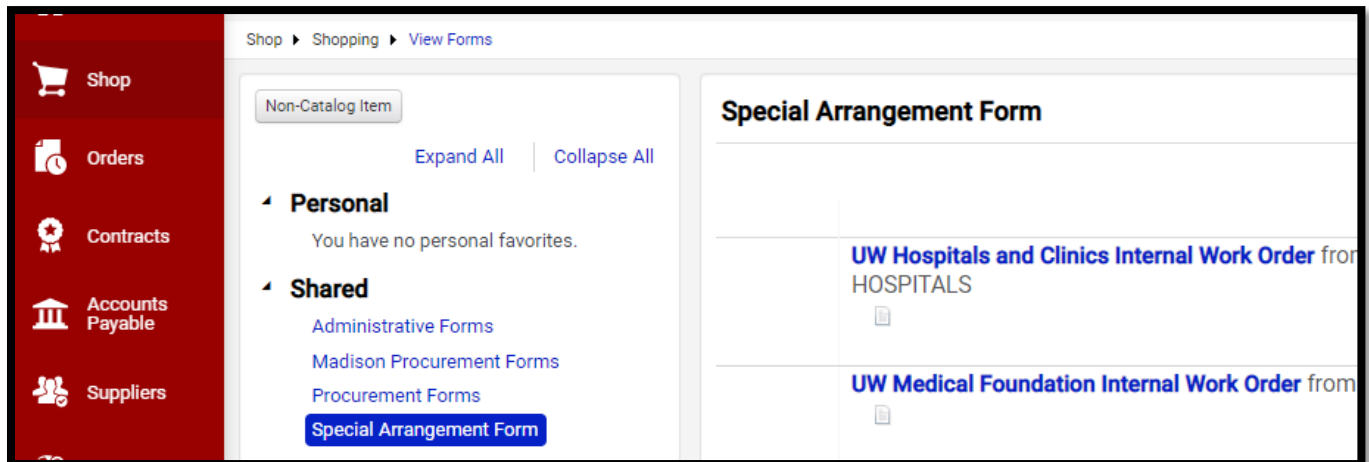 Shop ▸ Shopping ▸ View Forms
Shop
Orders
Contracts
Accounts
Payable
Suppliers
Non-Catalog Item
Expand All
Collapse All
Personal
You have no personal favorites.
Shared
Administrative Forms
Madison Procurement Forms
Procurement Forms
Special Arrangement Form
Special Arrangement Form
UW Hospitals and Clinics Internal Work Order
HOSPITALS
UW Medical Foundation Internal Work Order from